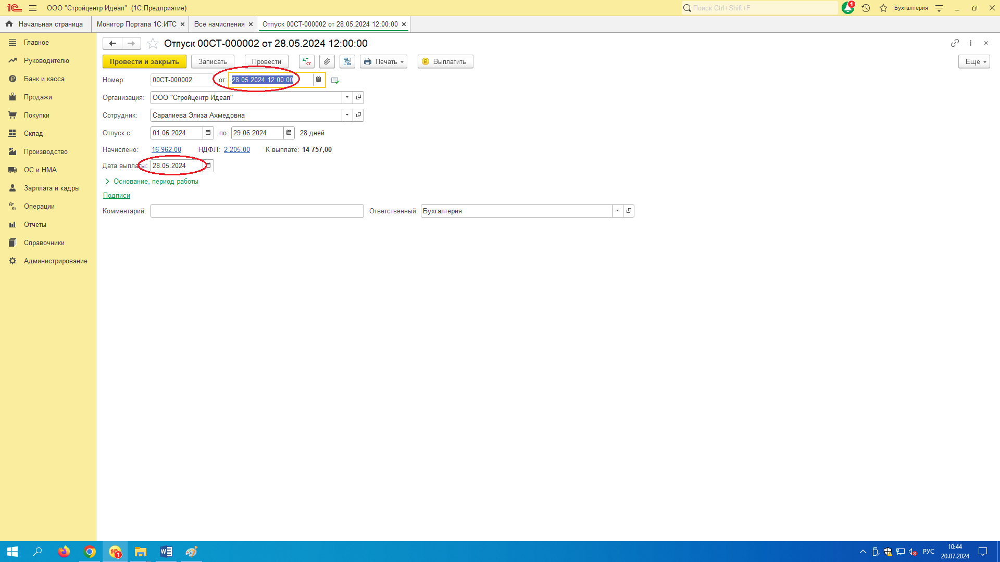 ООО "Стройцентр Идеал" (1С:Предприятие)
Поиск Ctrl+Shift+F
1
Бухгалтерия
Начальная страница
Монитор Портала 1С:ИТС
Все начисления
Отпуск 00СТ-000002 от 28.05.2024 12:00:00
Главное
Руководителю
Банк и касса
Продажи
Покупки
Склад
Производство
ОС и НМА
Зарплата и кадры
Операции
Отчеты
Справочники
Администрирование
Отпуск 00СТ-000002 от 28.05.2024 12:00:00
Провести и закрыть
Записать
Провести
Дт Кт
Печать
Выплатить
Еще
Номер: 00СТ-000002 от: 28.05.2024 12:00:00
Организация: ООО "Стройцентр Идеал"
Сотрудник: Саралиева Элиза Ахмедовна
Отпуск с: 01.06.2024 по: 29.06.2024 28 дней
Начислено: 16 962,00 НДФЛ: 2 205,00 К выплате: 14 757,00
Дата выплаты: 28.05.2024
Основание, период работы
Подписи
Комментарий: Ответственный: Бухгалтерия
РУС
10:44
20.07.2024